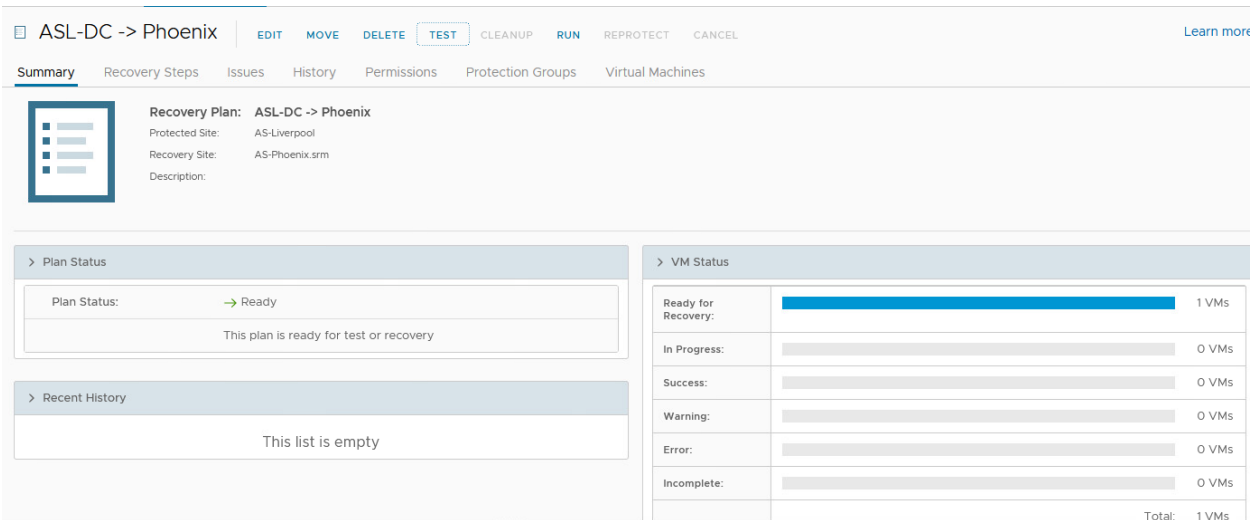 ASL-DC -> Phoenix EDIT MOVE DELETE TEST CLEANUP RUN REPROTECT CANCEL Learn more
Summary Recovery Steps Issues History Permissions Protection Groups Virtual Machines
Recovery Plan: ASL-DC -> Phoenix
Protected Site: AS-Liverpool
Recovery Site: AS-Phoenix.srm
Description:
Plan Status
Plan Status: Ready
This plan is ready for test or recovery
Recent History
This list is empty
VM Status
Ready for
Recovery: 1 VMs
In Progress: 0 VMs
Success: 0 VMs
Warning: 0 VMs
Error: 0 VMs
Incomplete: 0 VMs
Total: 1 VMs